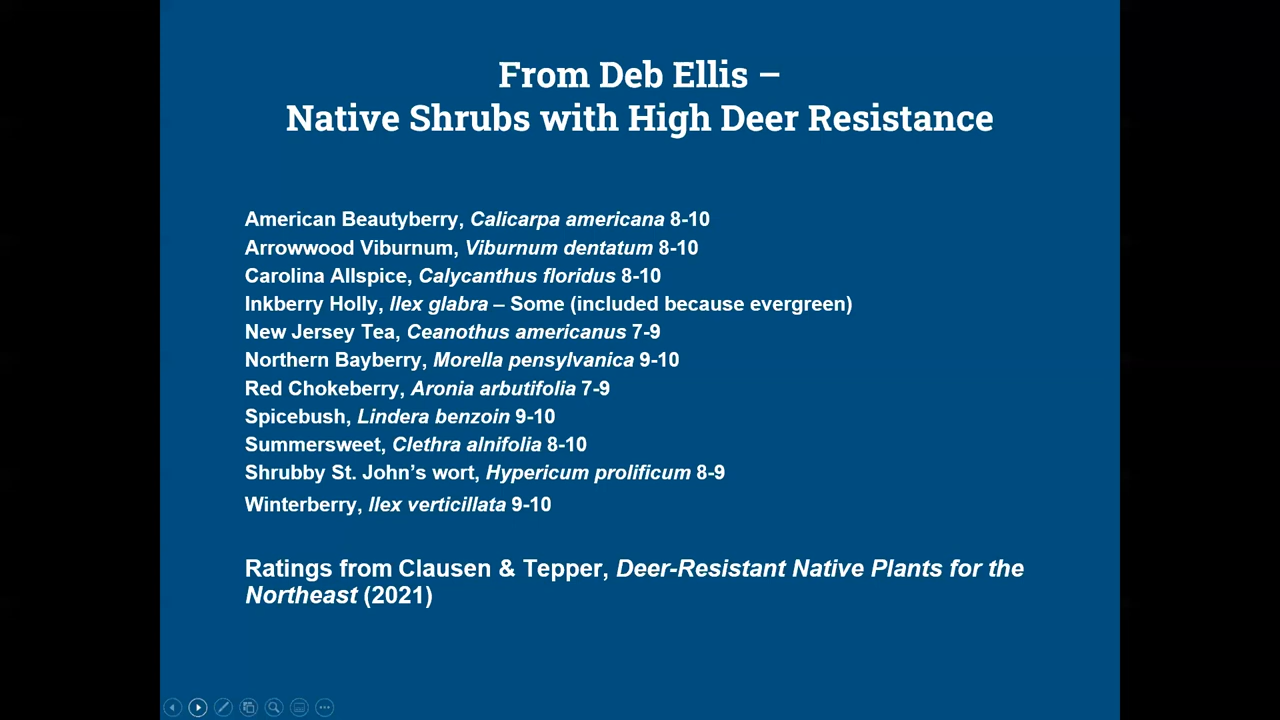 From Deb Ellis –
Native Shrubs with High Deer Resistance
American Beautyberry, Calicarpa americana 8-10
Arrowwood Viburnum, Viburnum dentatum 8-10
Carolina Allspice, Calycanthus floridus 8-10
Inkberry Holly, Ilex glabra – Some (included because evergreen)
New Jersey Tea, Ceanothus americanus 7-9
Northern Bayberry, Morella pensylvanica 9-10
Red Chokeberry, Aronia arbutifolia 7-9
Spicebush, Lindera benzoin 9-10
Summersweet, Clethra alnifolia 8-10
Shrubby St. John’s wort, Hypericum prolificum 8-9
Winterberry, Ilex verticillata 9-10
Ratings from Clausen & Tepper, Deer-Resistant Native Plants for the
Northeast (2021)